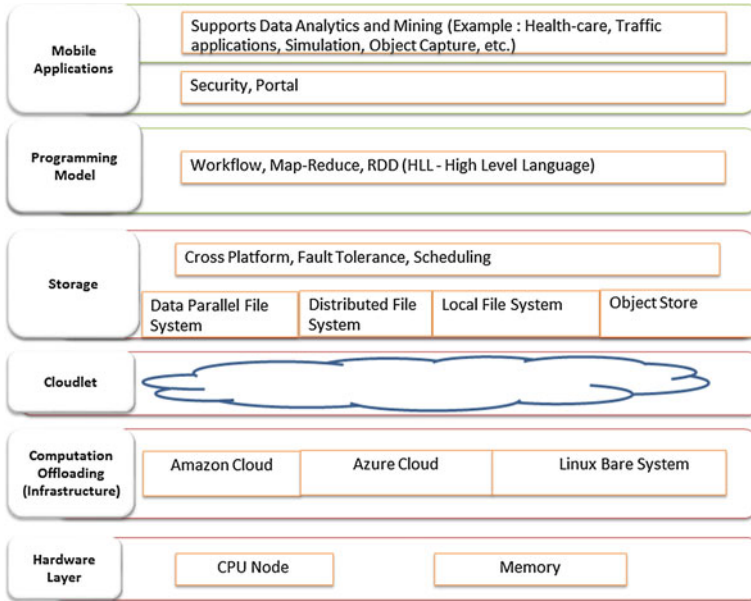 Mobile
Applications
Supports Data Analytics and Mining (Example : Health-care, Traffic
applications, Simulation, Object Capture, etc.)
Security, Portal
Programming
Model
Workflow, Map-Reduce, RDD (HLL - High Level Language)
Storage
Cross Platform, Fault Tolerance, Scheduling
Data Parallel File
System
Distributed File
System
Local File System
Object Store
Cloudlet
Computation
Offloading
(Infrastructure)
Amazon Cloud
Azure Cloud
Linux Bare System
Hardware
Layer
CPU Node
Memory